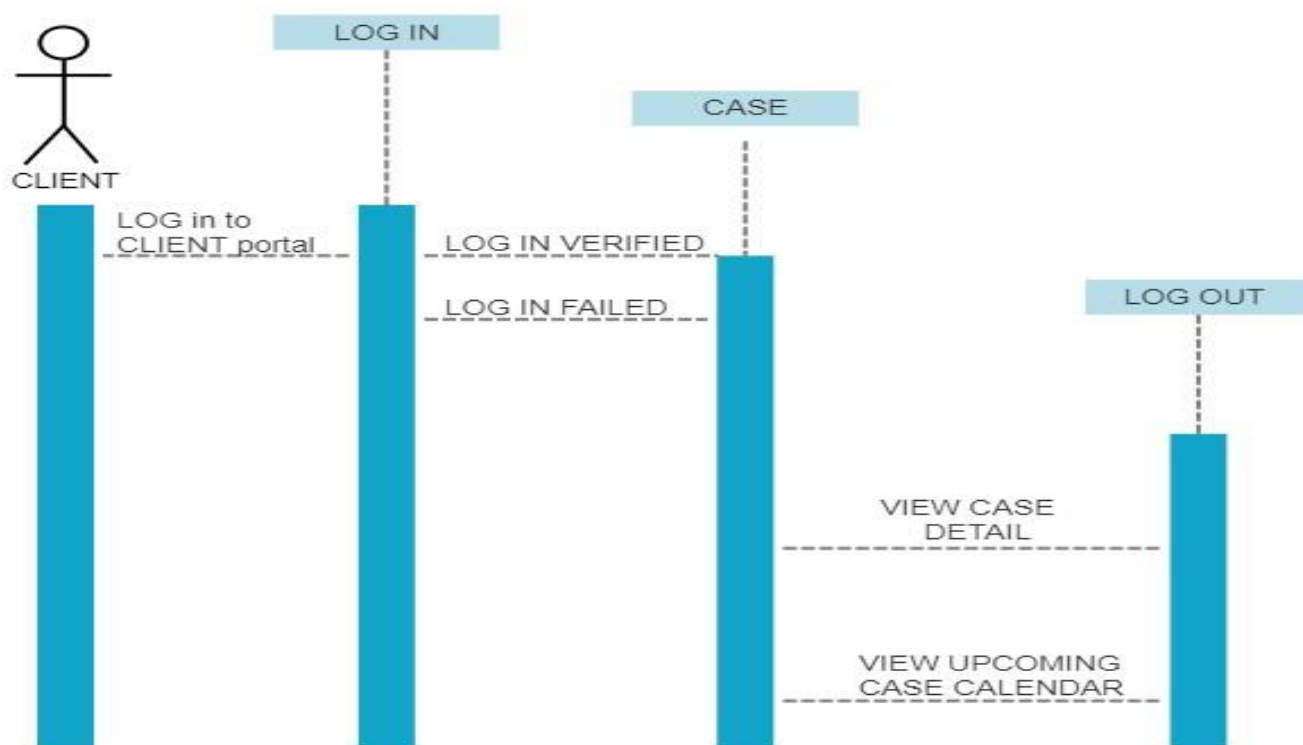 LOG IN
CASE
CLIENT
LOG in to
CLIENT portal
LOG IN VERIFIED
LOG IN FAILED
LOG OUT
VIEW CASE
DETAIL
VIEW UPCOMING
CASE CALENDAR